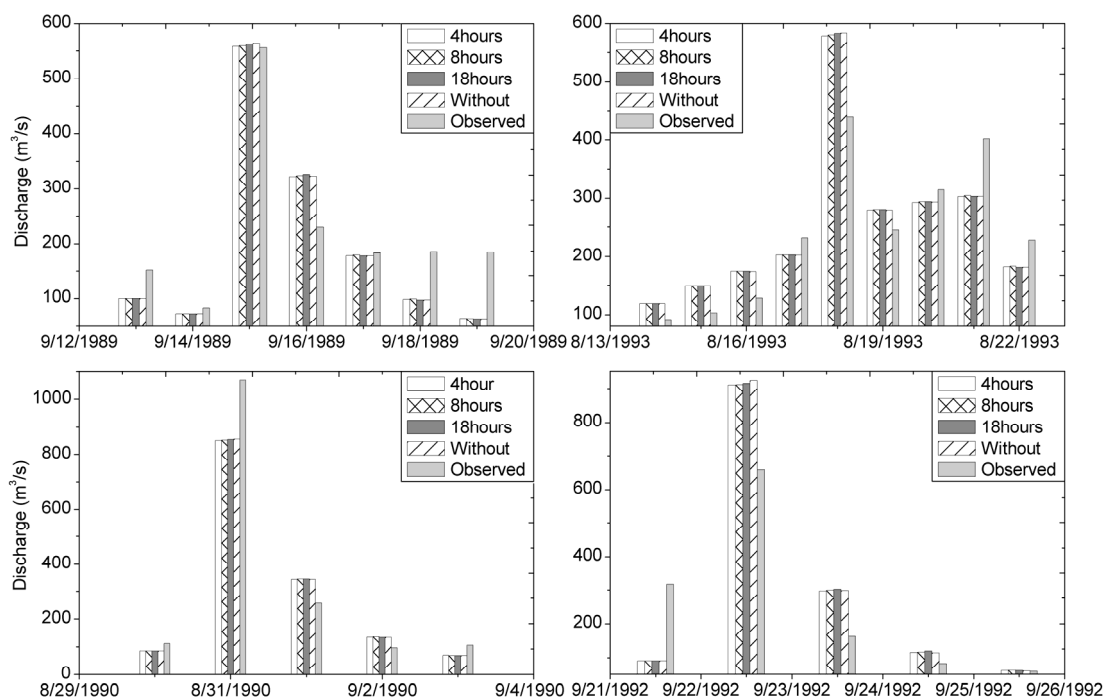 600
500
400
300
200
100
Discharge (m³/s)
4hours
8hours
18hours
Without
Observed
9/12/1989
9/14/1989
9/16/1989
9/18/1989
9/20/1989
600
500
400
300
200
100
4hours
8hours
18hours
Without
Observed
8/13/1993
8/16/1993
8/19/1993
8/22/1993
1000
800
600
400
200
0
Discharge (m³/s)
4hour
8hours
18hours
Without
Observed
8/29/1990
8/31/1990
9/2/1990
9/4/1990
800
600
400
200
4hours
8hours
18hours
Without
Observed
9/21/1992
9/22/1992
9/23/1992
9/24/1992
9/25/1992
9/26/1992